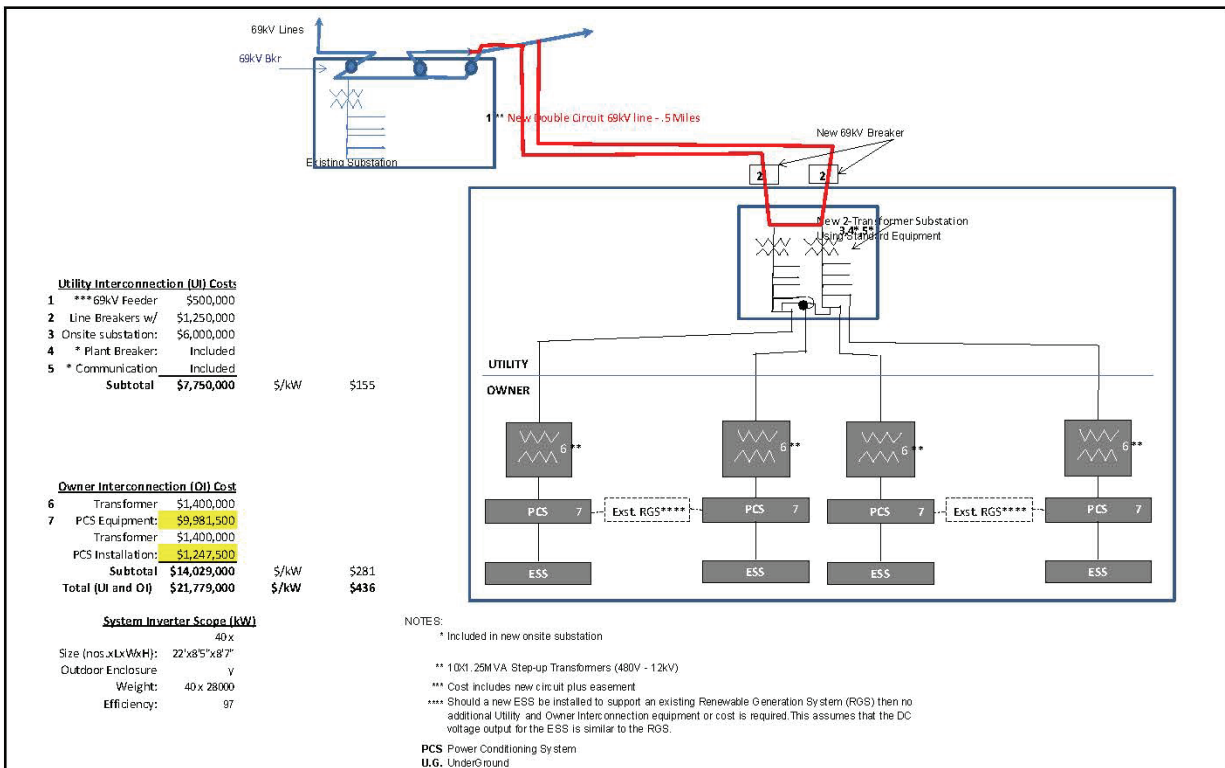 69kV Lines
69kV Bkr
1 ** New Double Circuit 69kV line - .5 Miles
Existing Substation
New 69kV Breaker
2
2
New 2-Transformer Substation
Using Standard Equipment
3,4*,5*
UTILITY
OWNER
6 **
6 **
6 **
6 **
PCS 7
Exst. RGS****
PCS 7
PCS 7
Exst. RGS****
PCS 7
ESS
ESS
ESS
ESS
Utility Interconnection (UI) Costs
1 ***69kV Feeder $500,000
2 Line Breakers w/ $1,250,000
3 Onsite substation: $6,000,000
4 * Plant Breaker: Included
5 * Communication Included
Subtotal $7,750,000 $/kW $155
Owner Interconnection (OI) Cost
6 Transformer $1,400,000
7 PCS Equipment: $9,981,500
Transformer $1,400,000
PCS Installation: $1,247,500
Subtotal $14,029,000 $/kW $281
Total (UI and OI) $21,779,000 $/kW $436
System Inverter Scope (kW)
40 x
Size (nos.xLxWxH): 22'x8'5"x8'7"
Outdoor Enclosure y
Weight: 40 x 28000
Efficiency: 97
NOTES:
* Included in new onsite substation
** 10X1.25MVA Step-up Transformers (480V - 12kV)
*** Cost includes new circuit plus easement
**** Should a new ESS be installed to support an existing Renewable Generation System (RGS) then no
additional Utility and Owner Interconnection equipment or cost is required. This assumes that the DC
voltage output for the ESS is similar to the RGS.
PCS Power Conditioning System
U.G. UnderGround